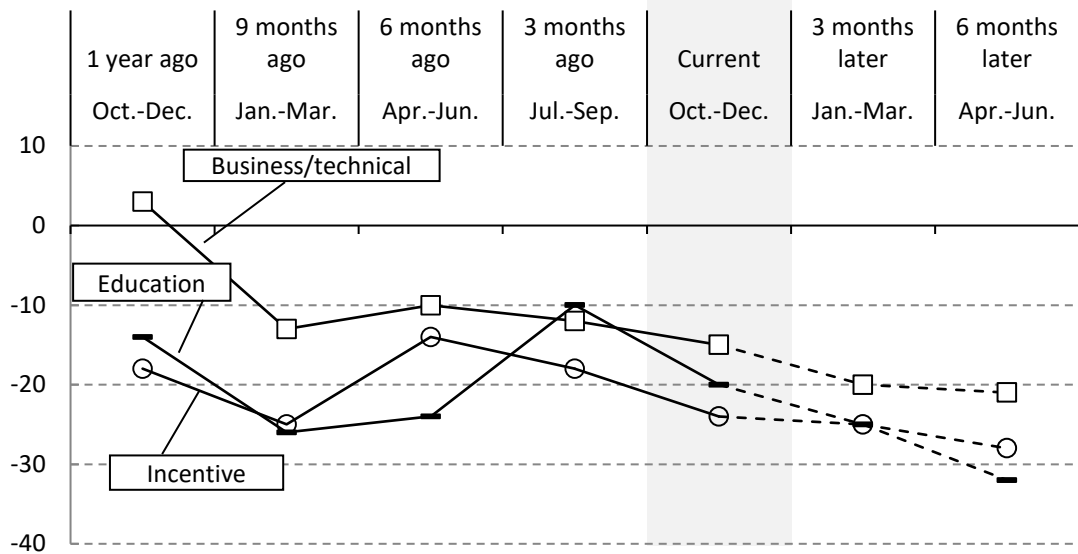 1 year ago
9 months
ago
6 months
ago
3 months
ago
Current
3 months
later
6 months
later
Oct.-Dec.
Jan.-Mar.
Apr.-Jun.
Jul.-Sep.
Oct.-Dec.
Jan.-Mar.
Apr.-Jun.
10
0
-10
-20
-30
-40
Business/technical
Education
Incentive